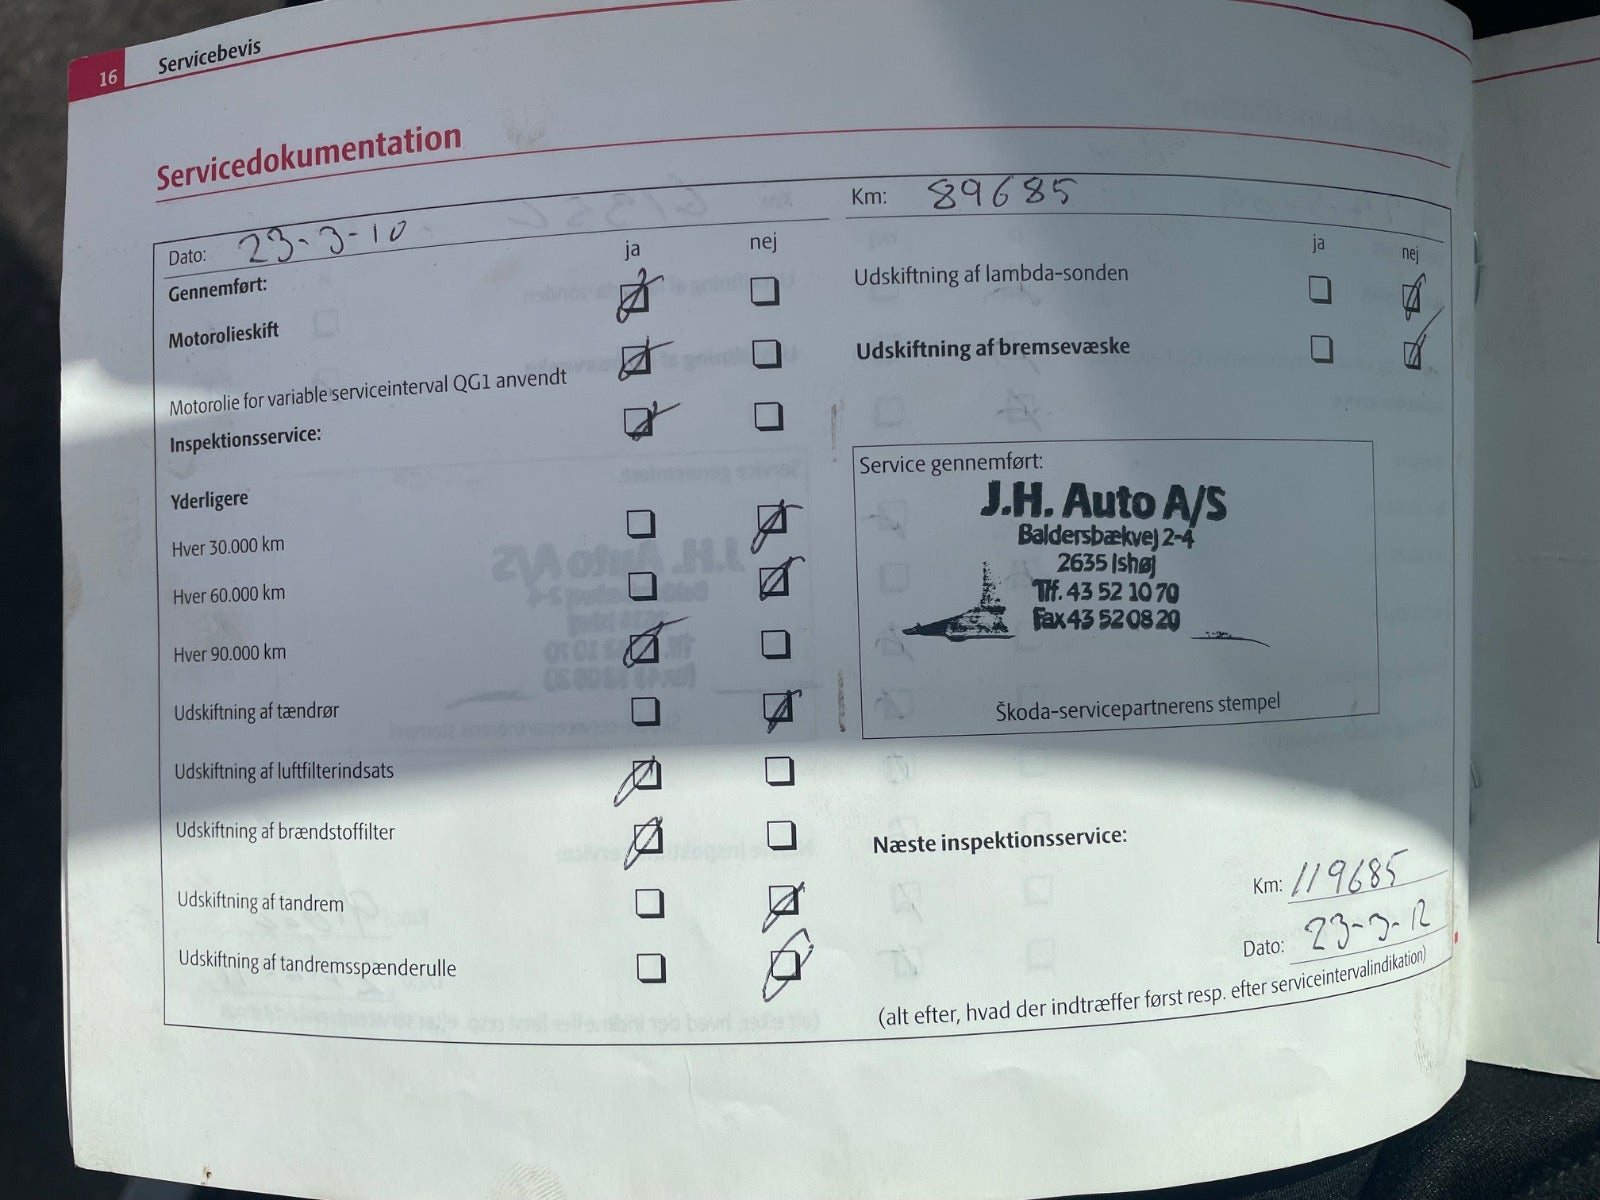 16 Servicebevis
Servicedokumentation
Dato: 23-3-10
ja nej
Gennemført:
Motorolieskift
Motorolie for variable serviceinterval QG1 anvendt
Inspektionsservice:
Yderligere
Hver 30.000 km
Hver 60.000 km
Hver 90.000 km
Udskiftning af tændrør
Udskiftning af luftfilterindsats
Udskiftning af brændstoffilter
Udskiftning af tandrem
Udskiftning af tandremsspænderulle
Km: 89685
ja nej
Udskiftning af lambda-sonden
Udskiftning af bremsevæske
Service gennemført:
J.H. Auto A/S
Baldersbækvej 2-4
2635 Ishøj
Tlf. 43 52 10 70
Fax 43 52 08 20
Škoda-servicepartnerens stempel
Næste inspektionsservice:
Km: 119685
Dato: 23-3-12
(alt efter, hvad der indtræffer først resp. efter serviceintervalindikation)